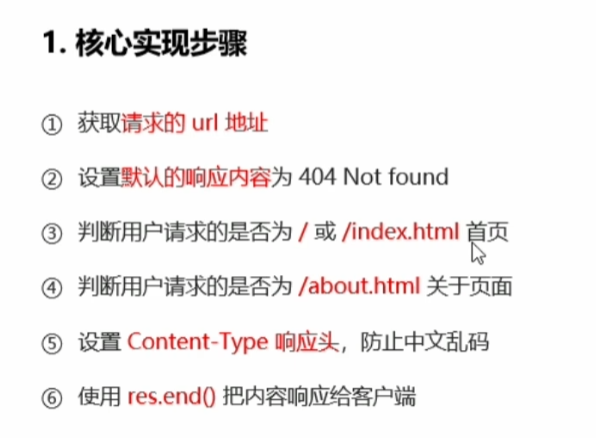 1. 核心实现步骤
① 获取请求的 url 地址
② 设置默认的响应内容为 404 Not found
③ 判断用户请求的是否为 / 或 /index.html 首页
④ 判断用户请求的是否为 /about.html 关于页面
⑤ 设置 Content-Type 响应头，防止中文乱码
⑥ 使用 res.end() 把内容响应给客户端